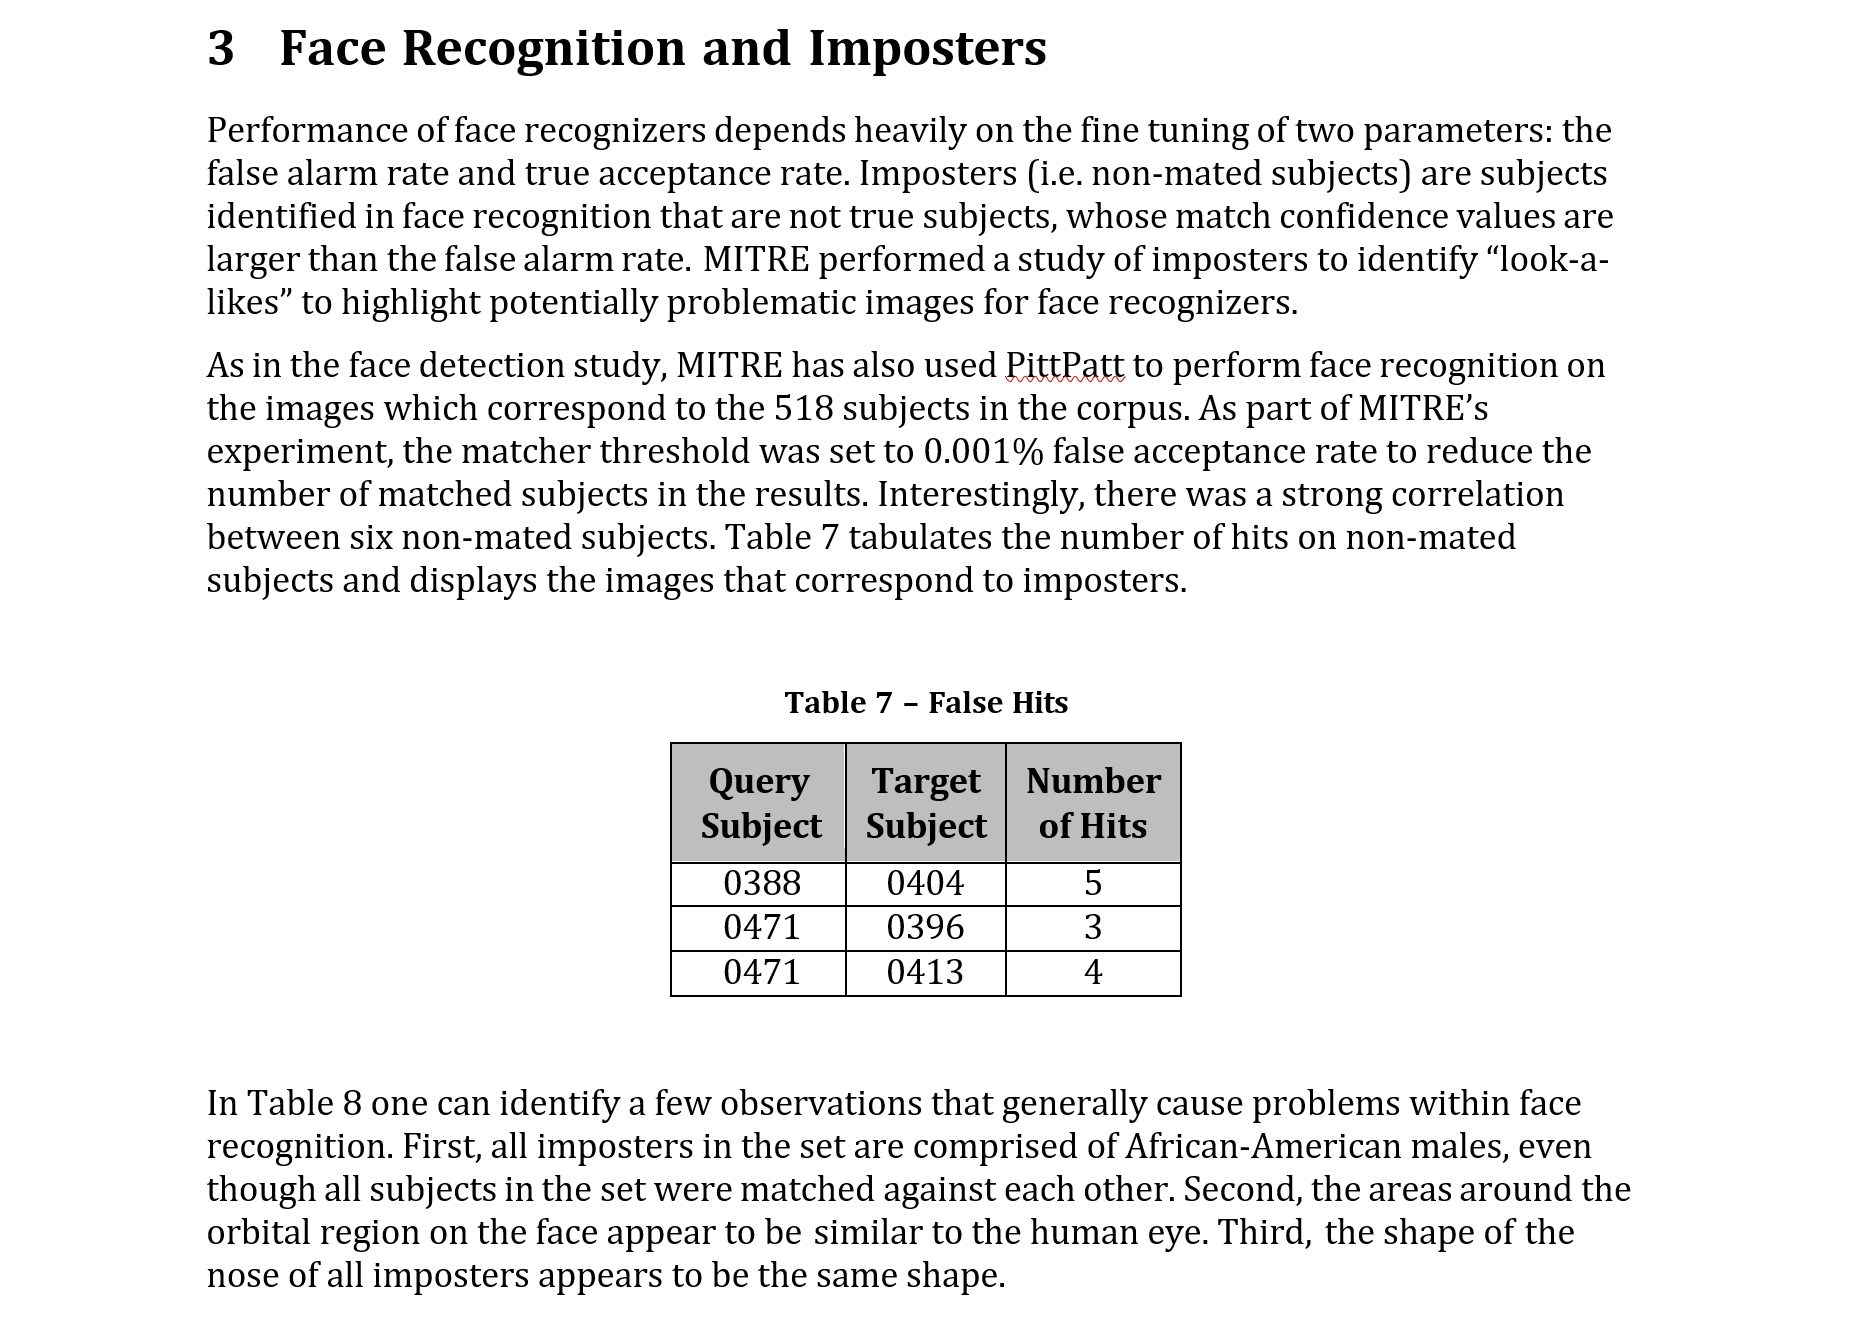 3 Face Recognition and Imposters
Performance of face recognizers depends heavily on the fine tuning of two parameters: the
false alarm rate and true acceptance rate. Imposters (i.e. non-mated subjects) are subjects
identified in face recognition that are not true subjects, whose match confidence values are
larger than the false alarm rate. MITRE performed a study of imposters to identify “look-a-
likes” to highlight potentially problematic images for face recognizers.
As in the face detection study, MITRE has also used PittPatt to perform face recognition on
the images which correspond to the 518 subjects in the corpus. As part of MITRE’s
experiment, the matcher threshold was set to 0.001% false acceptance rate to reduce the
number of matched subjects in the results. Interestingly, there was a strong correlation
between six non-mated subjects. Table 7 tabulates the number of hits on non-mated
subjects and displays the images that correspond to imposters.
Table 7 – False Hits
Query Subject Target Subject Number of Hits
0388 0404 5
0471 0396 3
0471 0413 4
In Table 8 one can identify a few observations that generally cause problems within face
recognition. First, all imposters in the set are comprised of African-American males, even
though all subjects in the set were matched against each other. Second, the areas around the
orbital region on the face appear to be similar to the human eye. Third, the shape of the
nose of all imposters appears to be the same shape.